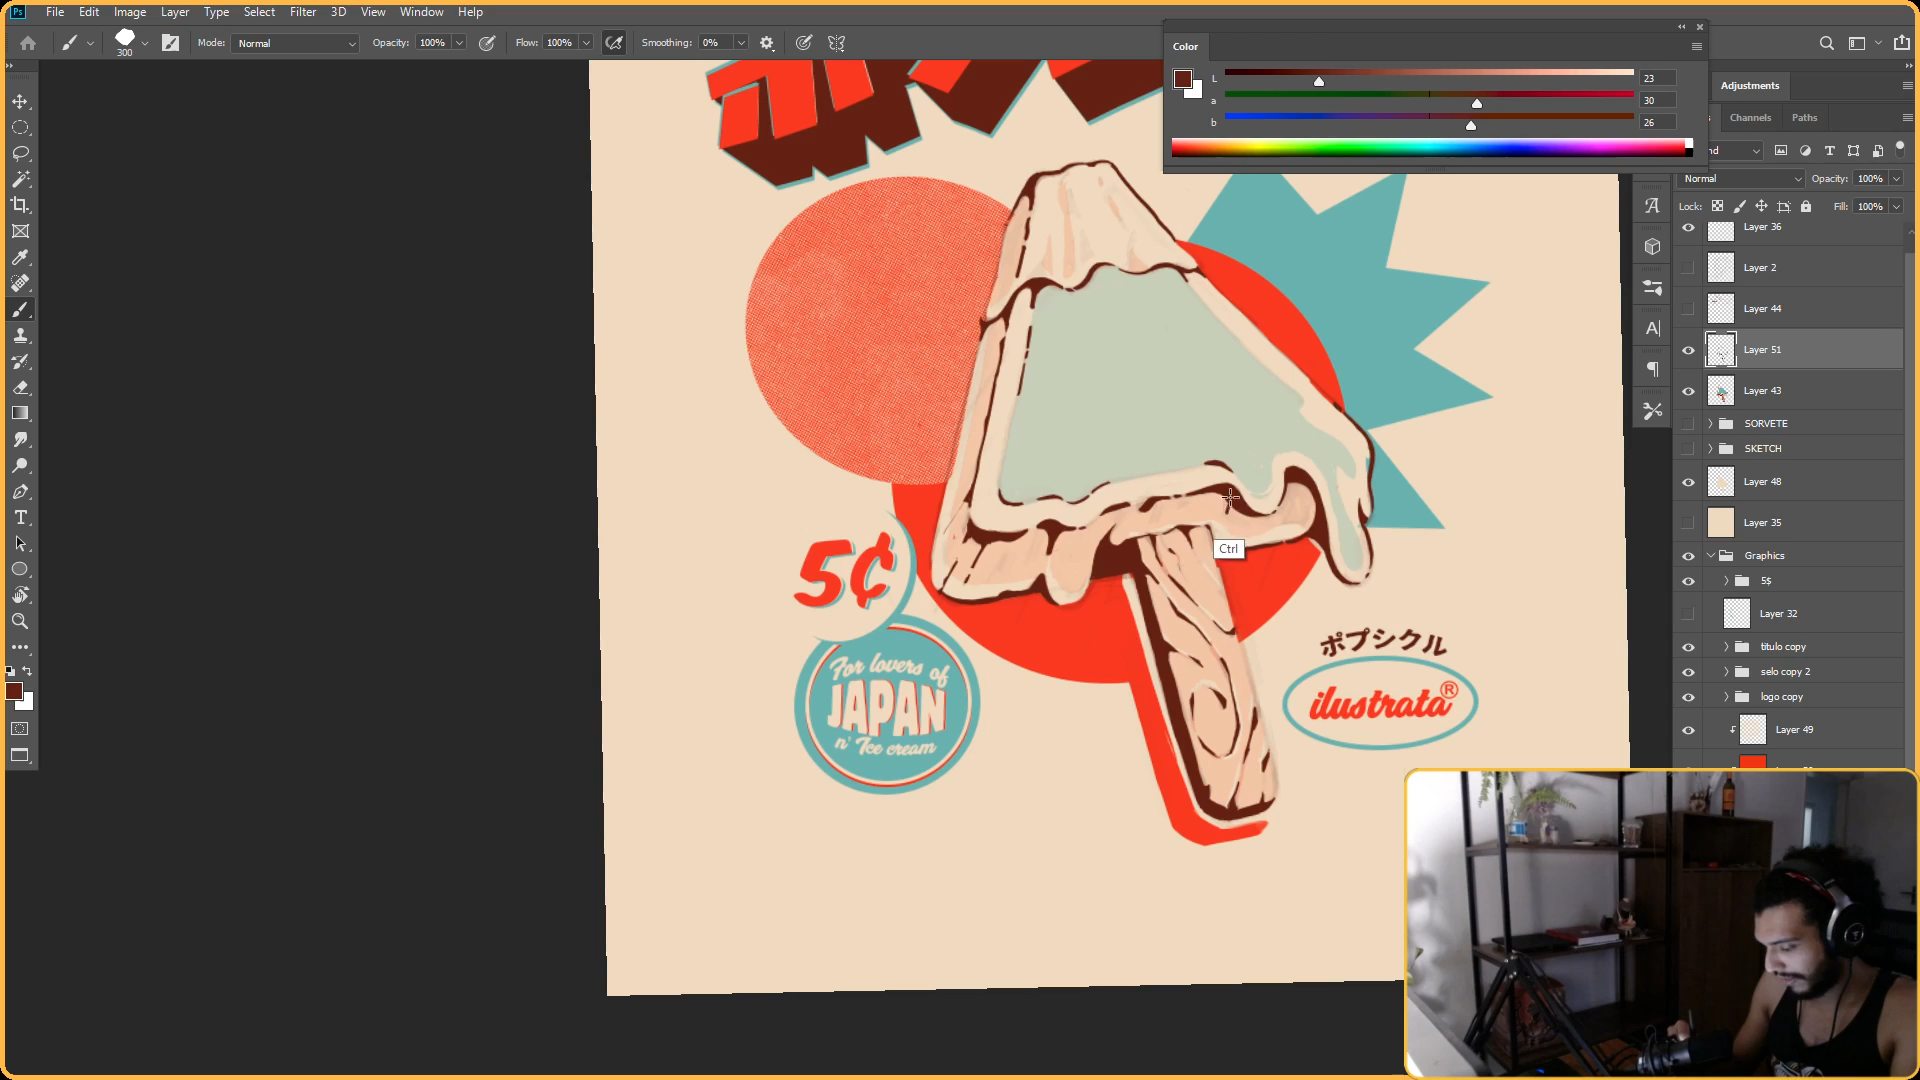 Ps File Edit Image Layer Type Select Filter 3D View Window Help
300 Mode: Normal Opacity: 100% Flow: 100% Smoothing: 0%
Color
L 23
a 30
b 26
Adjustments
Channels Paths
Normal Opacity: 100%
Lock: Fill: 100%
Layer 36
Layer 2
Layer 44
Layer 51
Layer 43
SORVETE
SKETCH
Layer 48
Layer 35
Graphics
5$
Layer 32
titulo copy
selo copy 2
logo copy
Layer 49
Ctrl
5¢
For lovers of
JAPAN
n' Ice cream
ポプシクル
ilustrata®